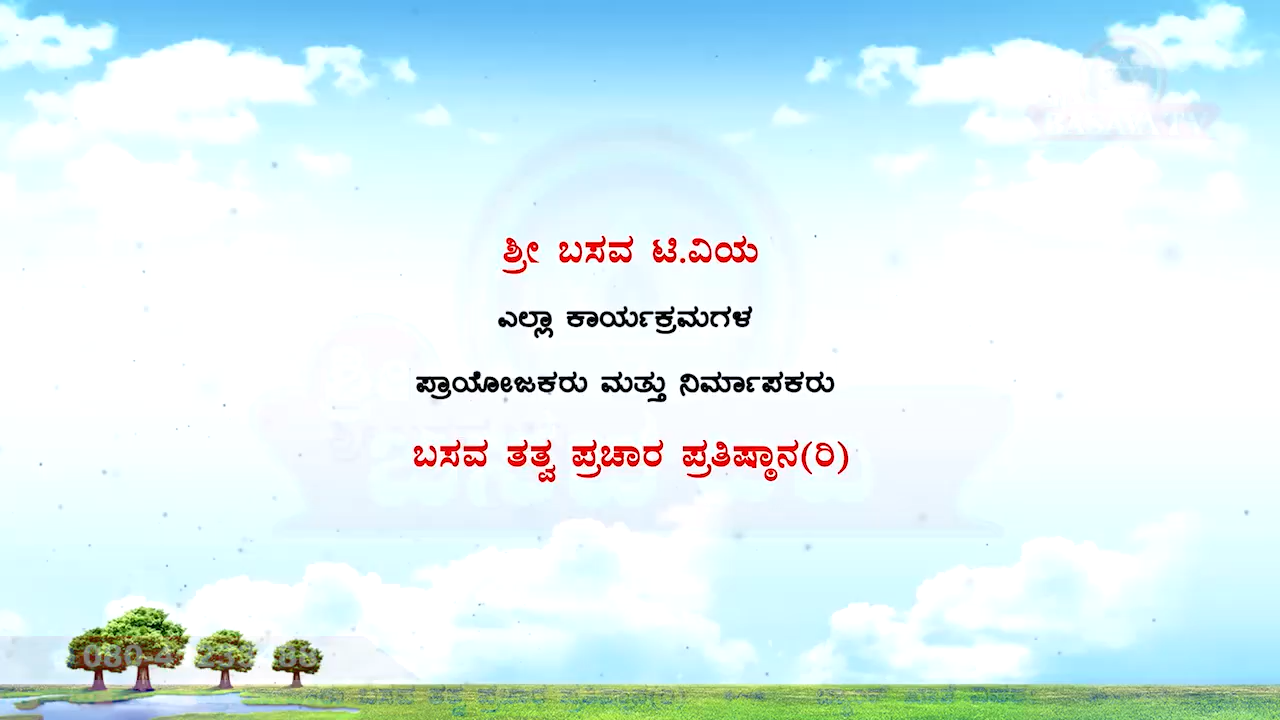 ಶ್ರೀ ಬಸವ ಟಿ.ವಿಯ
ಎಲ್ಲಾ ಕಾರ್ಯಕ್ರಮಗಳ
ಪ್ರಾಯೋಜಕರು ಮತ್ತು ನಿರ್ಮಾಪಕರು
ಬಸವ ತತ್ವ ಪ್ರಚಾರ ಪ್ರತಿಷ್ಠಾನ(ರಿ)